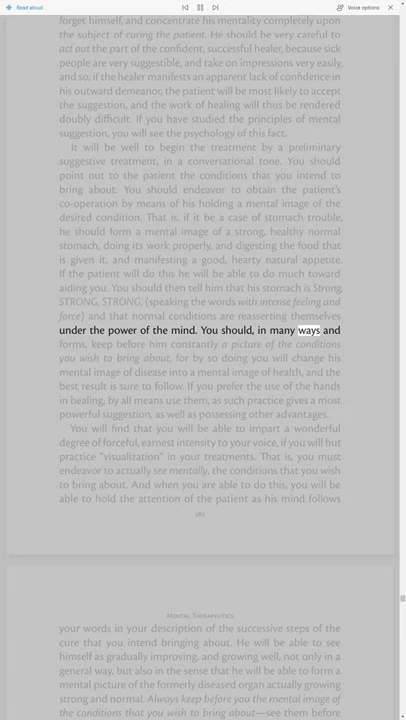 Read aloud
Voice options
forget himself, and concentrate his mentality completely upon
the subject of curing the patient. He should be very careful to
act out the part of the confident, successful healer, because sick
people are very suggestible, and take on impressions very easily,
and so, if the healer manifests an apparent lack of confidence in
his outward demeanor, the patient will be most likely to accept
the suggestion, and the work of healing will thus be rendered
doubly difficult. If you have studied the principles of mental
suggestion, you will see the psychology of this fact.
It will be well to begin the treatment by a preliminary
suggestive treatment, in a conversational tone. You should
point out to the patient the conditions that you intend to
bring about. You should endeavor to obtain the patient's
co-operation by means of his holding a mental image of the
desired condition. That is, if it be a case of stomach trouble,
he should form a mental image of a strong, healthy normal
stomach, doing its work properly, and digesting the food that
is given it, and manifesting a good, hearty natural appetite.
If the patient will do this he will be able to do much toward
aiding you. You should then tell him that his stomach is Strong,
STRONG, STRONG, (speaking the words with intense feeling and
force) and that normal conditions are reasserting themselves
under the power of the mind. You should, in many ways and
forms, keep before him constantly a picture of the conditions
you wish to bring about, for by so doing you will change his
mental image of disease into a mental image of health, and the
best result is sure to follow. If you prefer the use of the hands
in healing, by all means use them, as such practice gives a most
powerful suggestion, as well as possessing other advantages.
You will find that you will be able to impart a wonderful
degree of forceful, earnest intensity to your voice, if you will but
practice "visualization" in your treatments. That is, you must
endeavor to actually see mentally, the conditions that you wish
to bring about. And when you are able to do this, you will be
able to hold the attention of the patient as his mind follows
Mental Therapeutics
your words in your description of the successive steps of the
cure that you intend bringing about. He will be able to see
himself as gradually improving, and growing well, not only in a
general way, but also in the sense that he will be able to form a
mental picture of the formerly diseased organ actually growing
strong and normal. Always keep before you the mental image of
the conditions that you wish to bring about—see them before